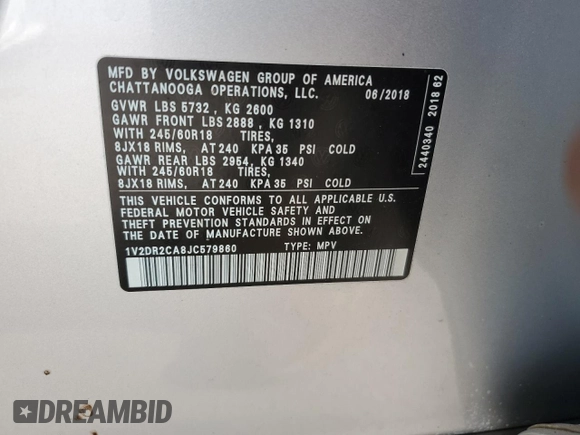 MFD BY VOLKSWAGEN GROUP OF AMERICA
CHATTANOOGA OPERATIONS, LLC. 06/2018
GVWR LBS 5732 , KG 2600
GAWR FRONT LBS 2888 , KG 1310
WITH 245/60R18 TIRES,
8JX18 RIMS, AT 240 KPA 35 PSI COLD
GAWR REAR LBS 2954, KG 1340
WITH 245/60R18 TIRES,
8JX18 RIMS, AT 240 KPA 35 PSI COLD
THIS VEHICLE CONFORMS TO ALL APPLICABLE U.S.
FEDERAL MOTOR VEHICLE SAFETY AND
THEFT PREVENTION STANDARDS IN EFFECT ON
THE DATE OF MANUFACTURE SHOWN ABOVE.
1V2DR2CA8JC579860 TYPE: MPV
2440340 2018 62
DREAMBID